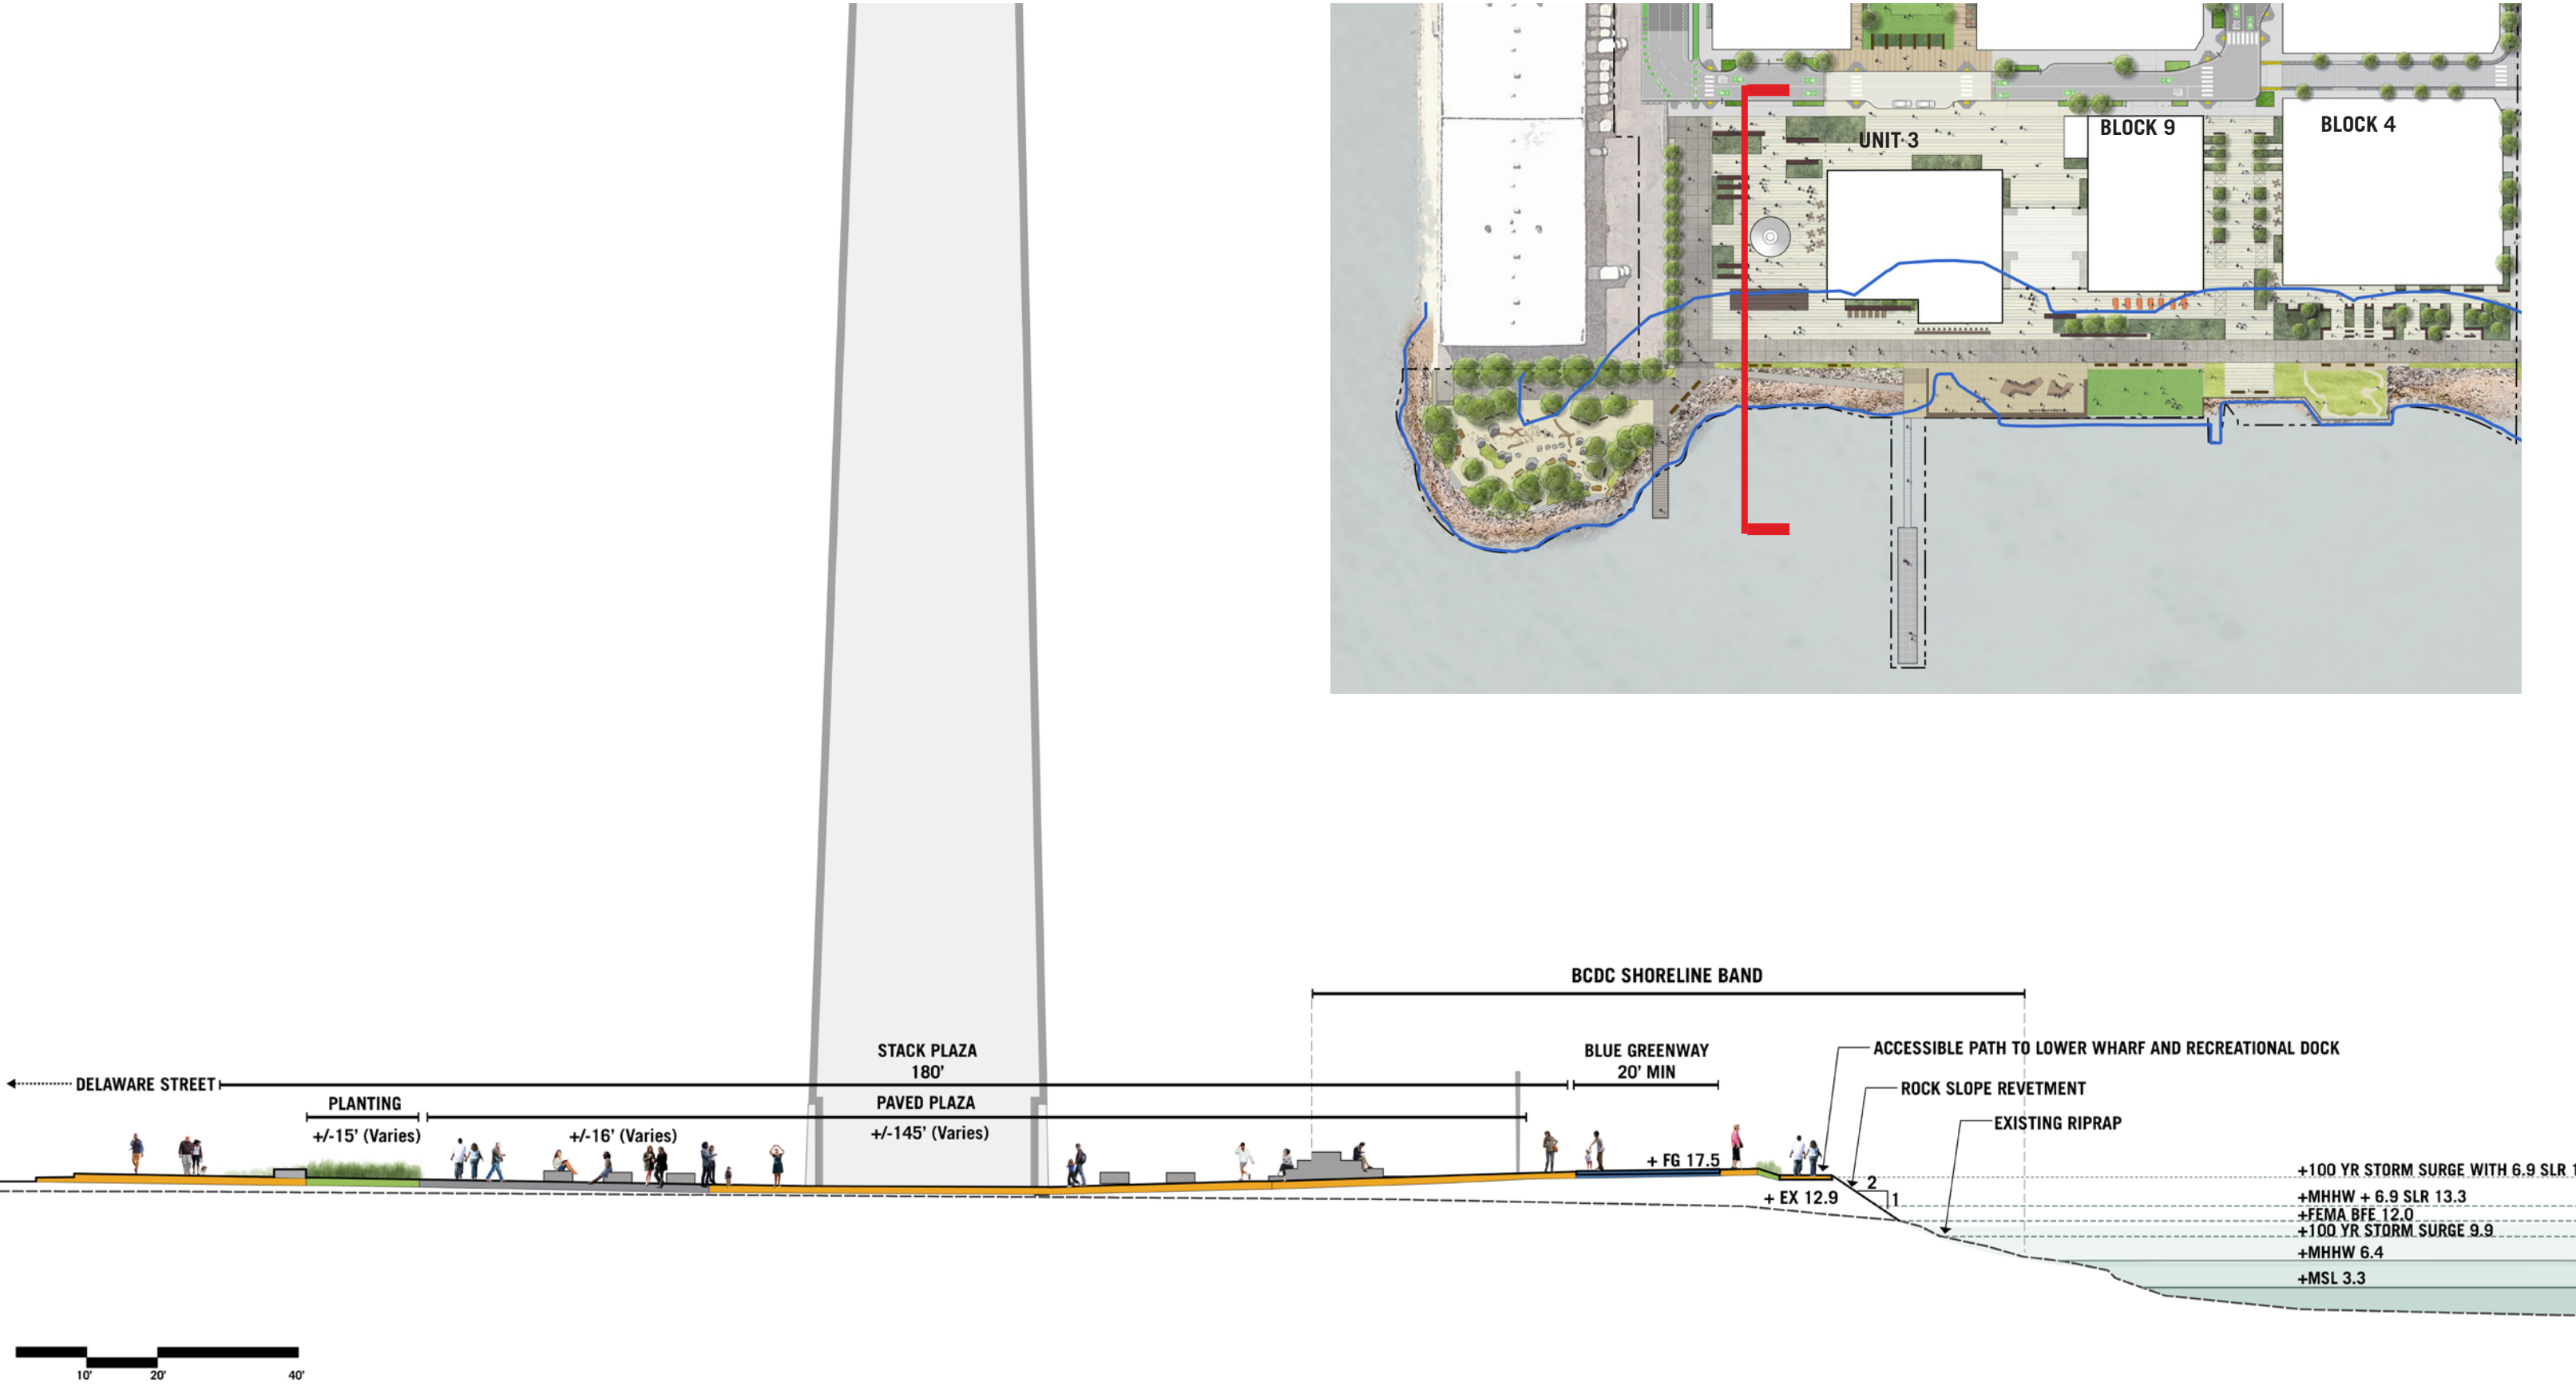 UNIT 3
BLOCK 9
BLOCK 4
BCDC SHORELINE BAND
STACK PLAZA
180'
BLUE GREENWAY
20' MIN
ACCESSIBLE PATH TO LOWER WHARF AND RECREATIONAL DOCK
DELAWARE STREET
ROCK SLOPE REVETMENT
PLANTING
PAVED PLAZA
EXISTING RIPRAP
+/-15' (Varies)
+/-16' (Varies)
+/-145' (Varies)
+ FG 17.5
+100 YR STORM SURGE WITH 6.9 SLR
2
1
+ EX 12.9
+MHHW + 6.9 SLR 13.3
+FEMA BFE 12.0
+100 YR STORM SURGE 9.9
+MHHW 6.4
+MSL 3.3
10'
20'
40'